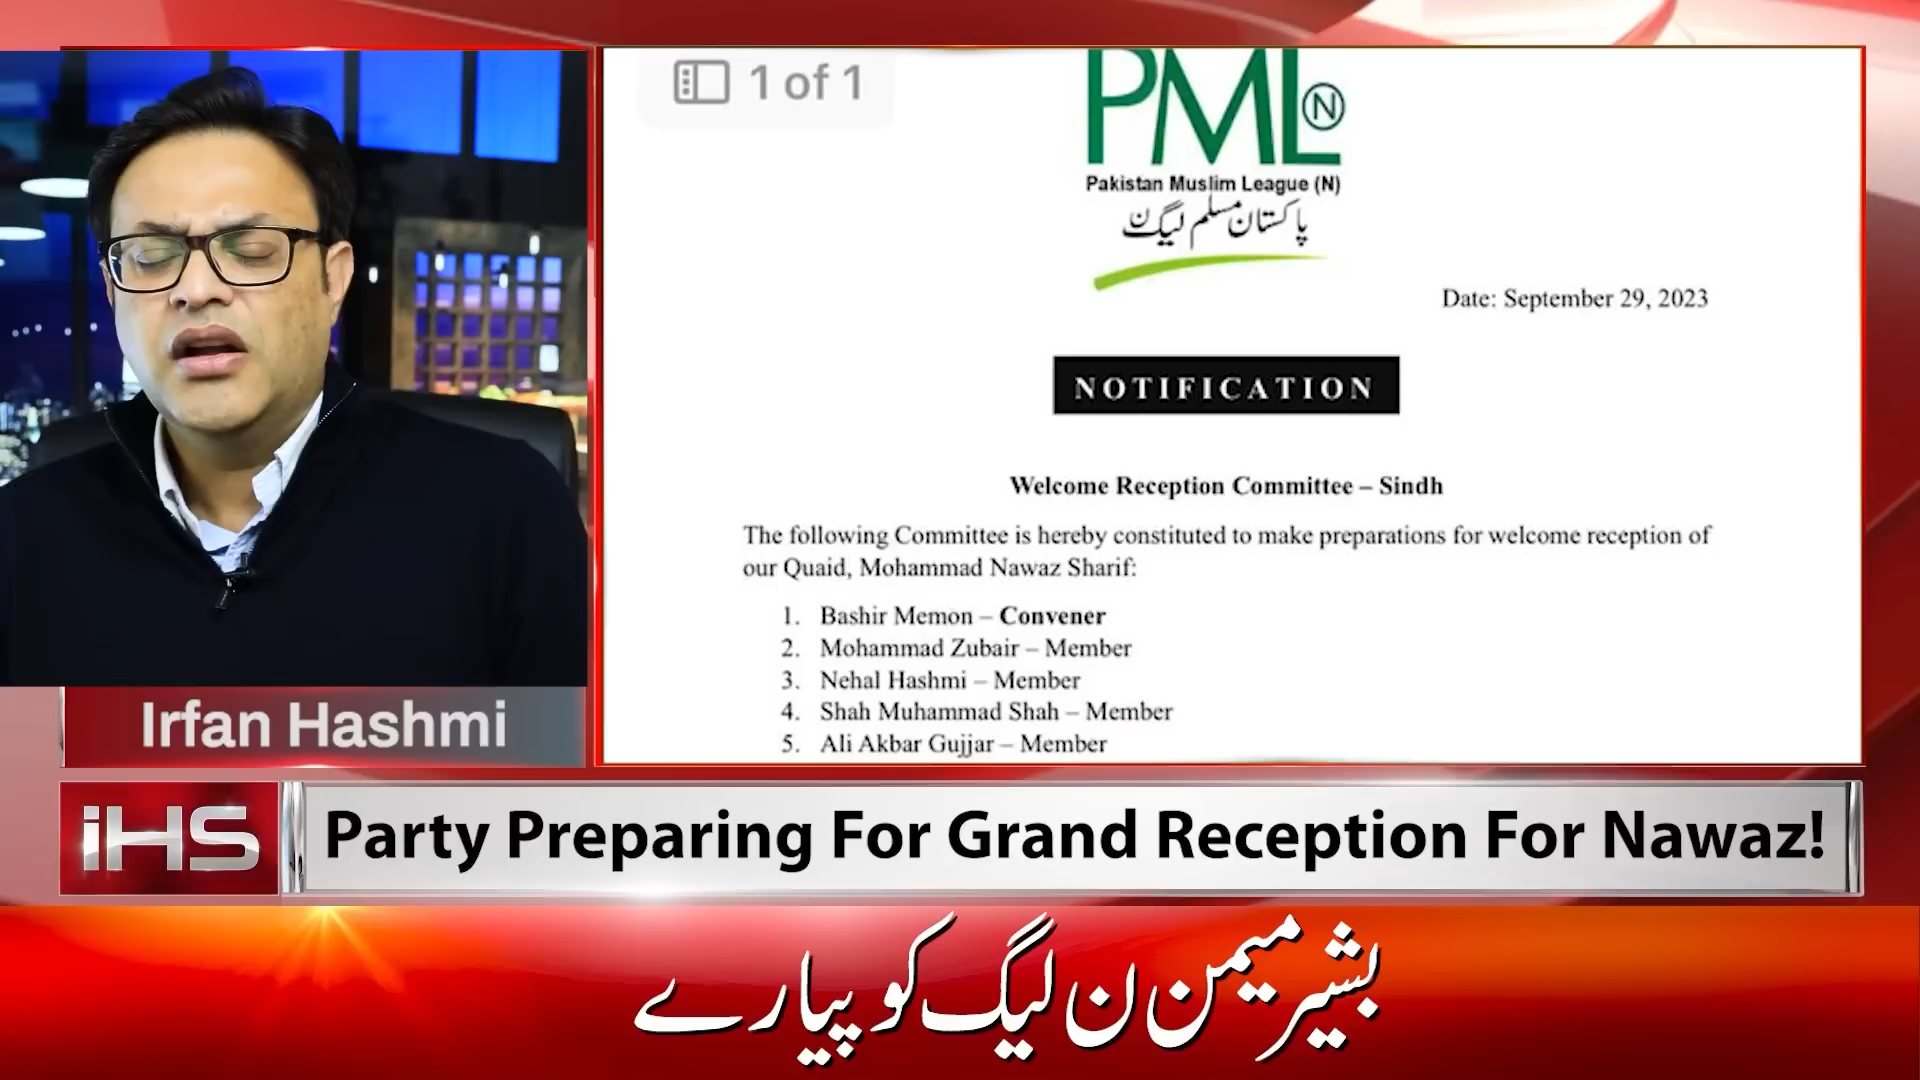 1 of 1
PML
N
Pakistan Muslim League (N)
پاکستان مسلم لیگ ن
Date: September 29, 2023
NOTIFICATION
Welcome Reception Committee – Sindh
The following Committee is hereby constituted to make preparations for welcome reception of
our Quaid, Mohammad Nawaz Sharif:
1. Bashir Memon – Convener
2. Mohammad Zubair – Member
3. Nehal Hashmi – Member
4. Shah Muhammad Shah – Member
5. Ali Akbar Gujjar – Member
Irfan Hashmi
iHS
Party Preparing For Grand Reception For Nawaz!
بشیر میمن ن لیگ کو پیارے